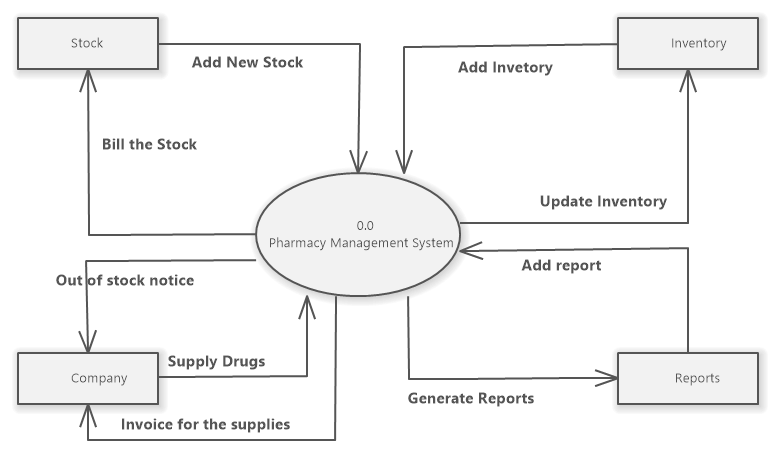 Stock
Inventory
Add New Stock
Add Invetory
Bill the Stock
Update Inventory
0.0
Pharmacy Management System
Add report
Out of stock notice
Supply Drugs
Company
Reports
Generate Reports
Invoice for the supplies